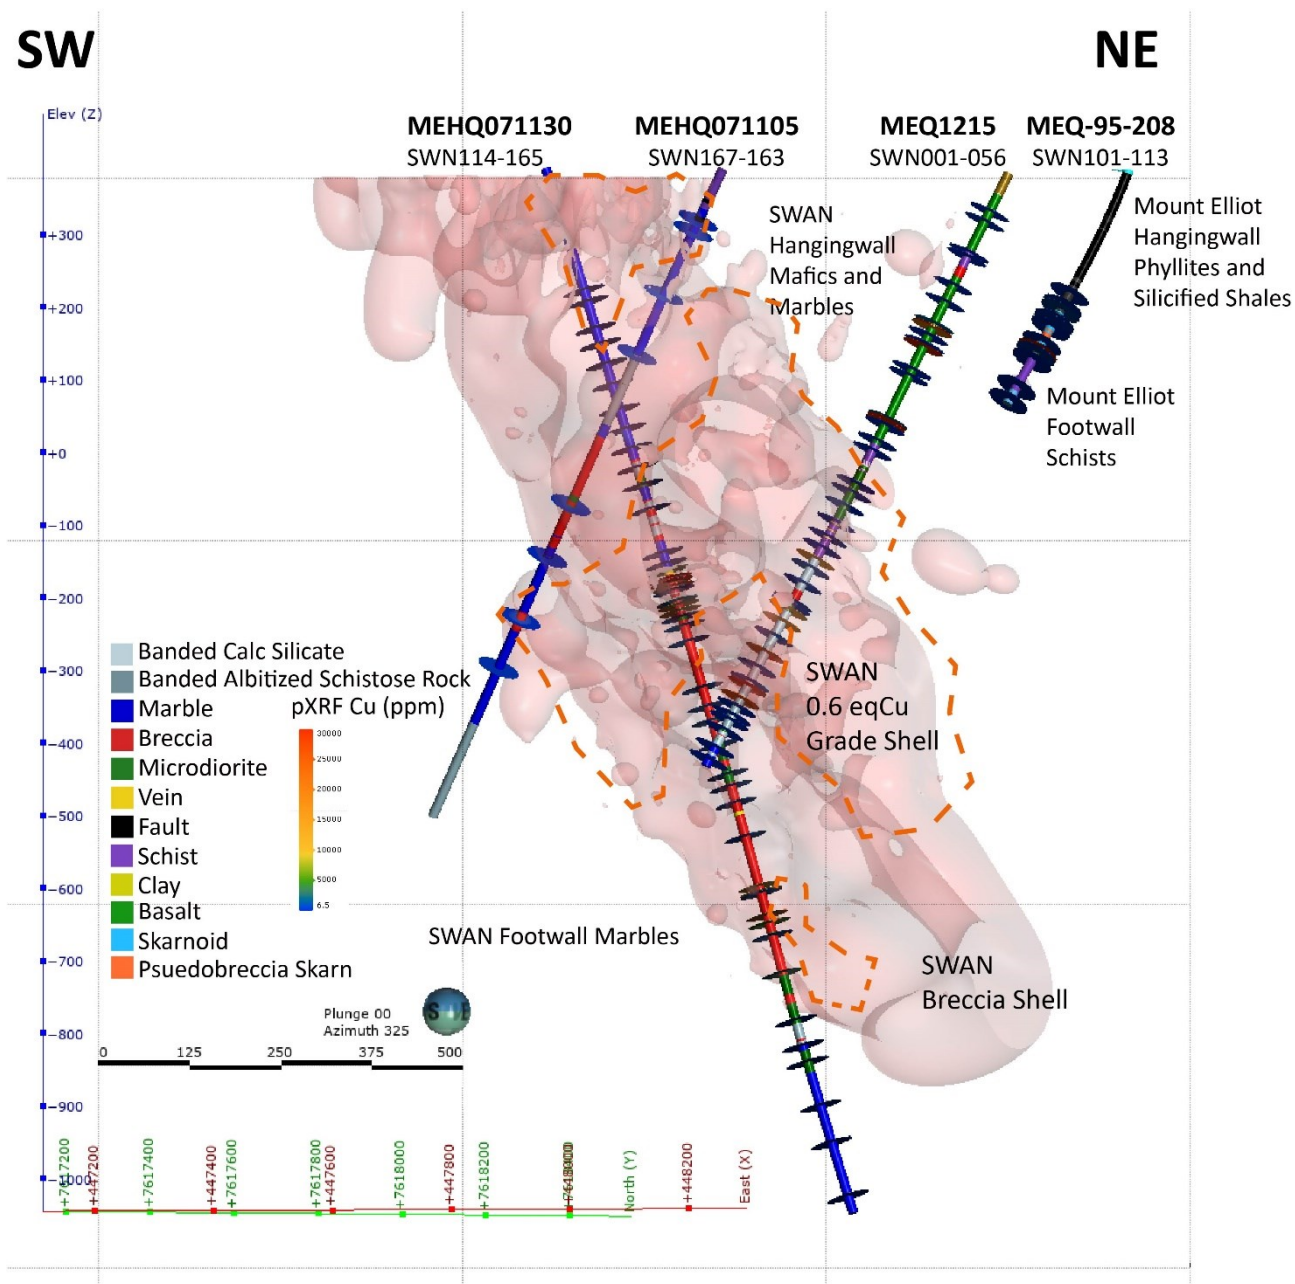 SW
NE
Elev (Z)
MEHQ071130
SWN114-165
MEHQ071105
SWN167-163
MEQ1215
SWN001-056
MEQ-95-208
SWN101-113
Mount Elliot
Hangingwall
Phyllites and
Silicified Shales
SWAN
Hangingwall
Mafics and
Marbles
Mount Elliot
Footwall
Schists
+300
+200
+100
+0
−100
−200
−300
−400
−500
−600
−700
−800
−900
−1000
Banded Calc Silicate
Banded Albitized Schistose Rock
Marble
Breccia
Microdiorite
Vein
Fault
Schist
Clay
Basalt
Skarnoid
Psuedobreccia Skarn
pXRF Cu (ppm)
30000
25000
20000
15000
10000
5000
6.5
SWAN
0.6 eqCu
Grade Shell
SWAN Footwall Marbles
SWAN
Breccia Shell
Plunge 00
Azimuth 325
0
125
250
375
500
+7617200
+447200
+7617400
+447400
+7617600
+7617800
+447600
+7618000
+447800
+7618200
North (Y)
+448200
East (X)